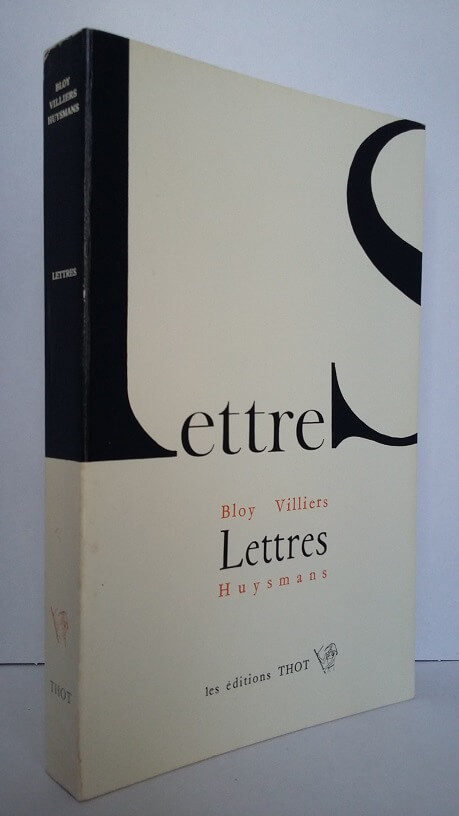 BLOY
VILLIERS
HUYSMANS
LETTRES
THOT
LettreS
Bloy Villiers
Lettres
Huysmans
les éditions THOT